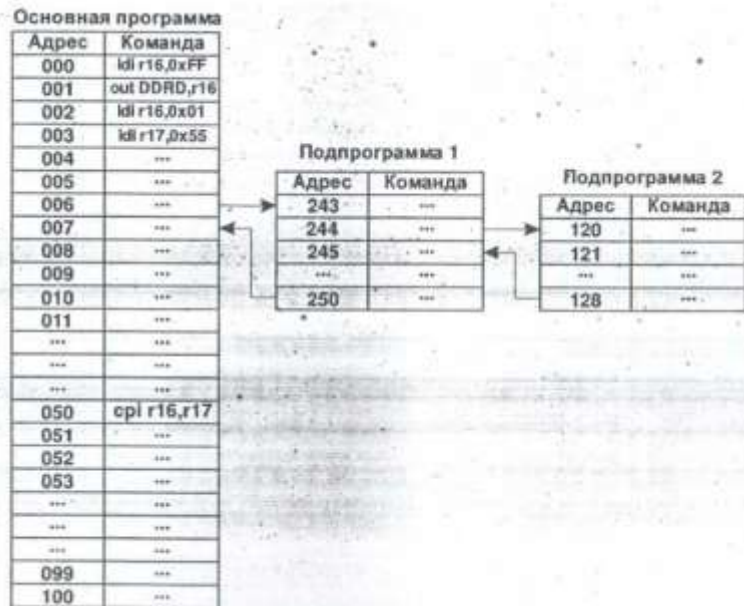 Основная программа
Адрес Команда
000 ldi r16,0xFF
001 out DDRD,r16
002 ldi r16,0x01
003 ldi r17,0x55
004 ...
005 ...
006 ...
007 ...
008 ...
009 ...
010 ...
011 ...
... ...
... ...
... ...
050 cpi r16,r17
051 ...
052 ...
053 ...
... ...
... ...
... ...
099 ...
100 ...
Подпрограмма 1
Адрес Команда
243 ...
244 ...
245 ...
... ...
250 ...
Подпрограмма 2
Адрес Команда
120 ...
121 ...
... ...
128 ...